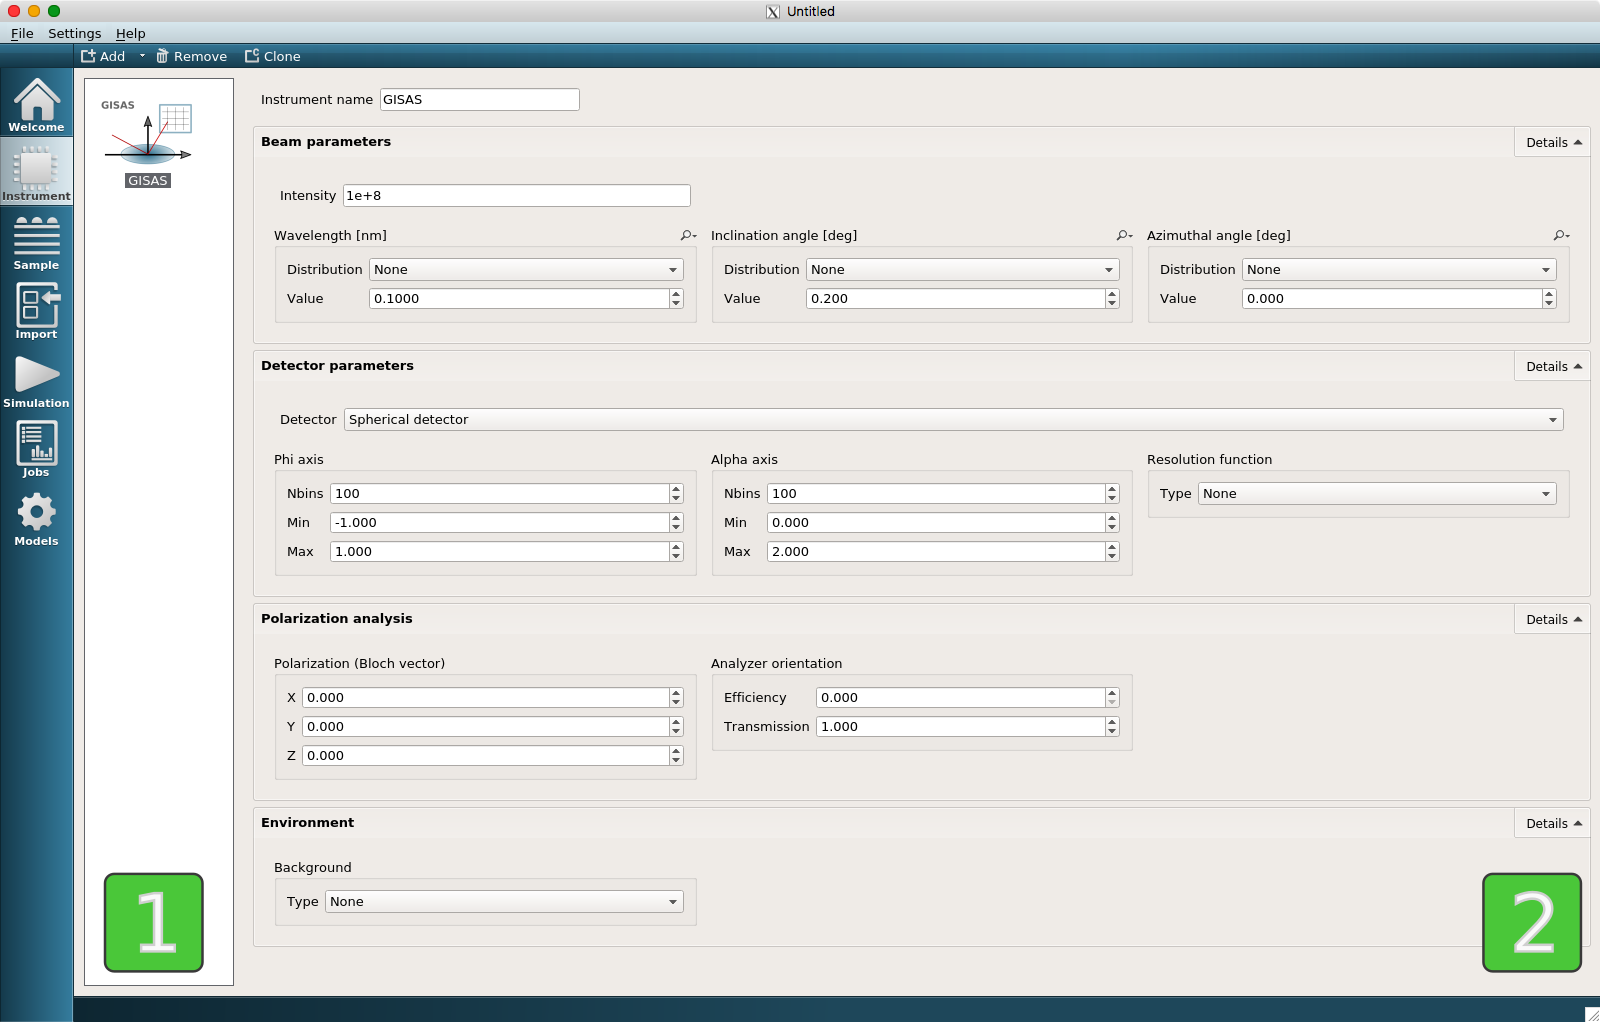 Untitled
File Settings Help
Add Remove Clone
Welcome
Instrument
Sample
Import
Simulation
Jobs
Models
GISAS
GISAS
1
Instrument name GISAS
Beam parameters Details
Intensity 1e+8
Wavelength [nm] Inclination angle [deg] Azimuthal angle [deg]
Distribution None Distribution None Distribution None
Value 0.1000 Value 0.200 Value 0.000
Detector parameters Details
Detector Spherical detector
Phi axis Alpha axis Resolution function
Nbins 100 Nbins 100 Type None
Min -1.000 Min 0.000
Max 1.000 Max 2.000
Polarization analysis Details
Polarization (Bloch vector) Analyzer orientation
X 0.000 Efficiency 0.000
Y 0.000 Transmission 1.000
Z 0.000
Environment Details
Background
Type None
2